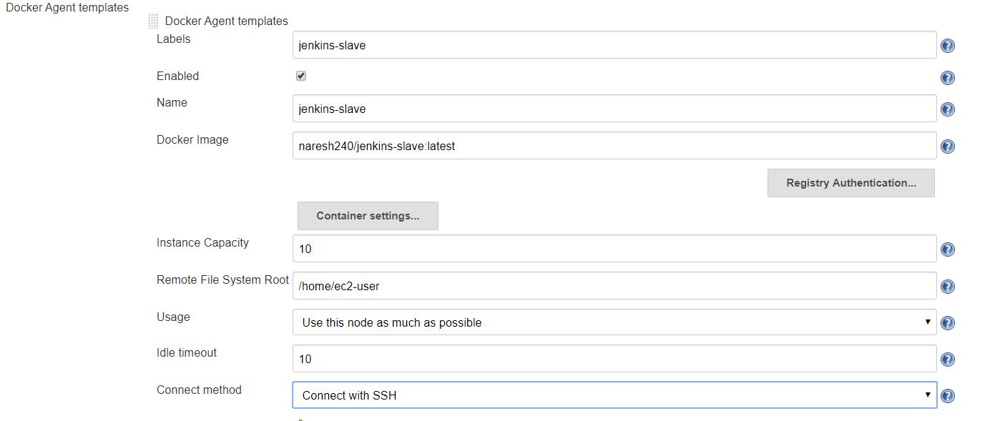 Docker Agent templates
Docker Agent templates
Labels
jenkins-slave
Enabled
Name
jenkins-slave
Docker Image
naresh240/jenkins-slave:latest
Registry Authentication...
Container settings...
Instance Capacity
10
Remote File System Root
/home/ec2-user
Usage
Use this node as much as possible
Idle timeout
10
Connect method
Connect with SSH